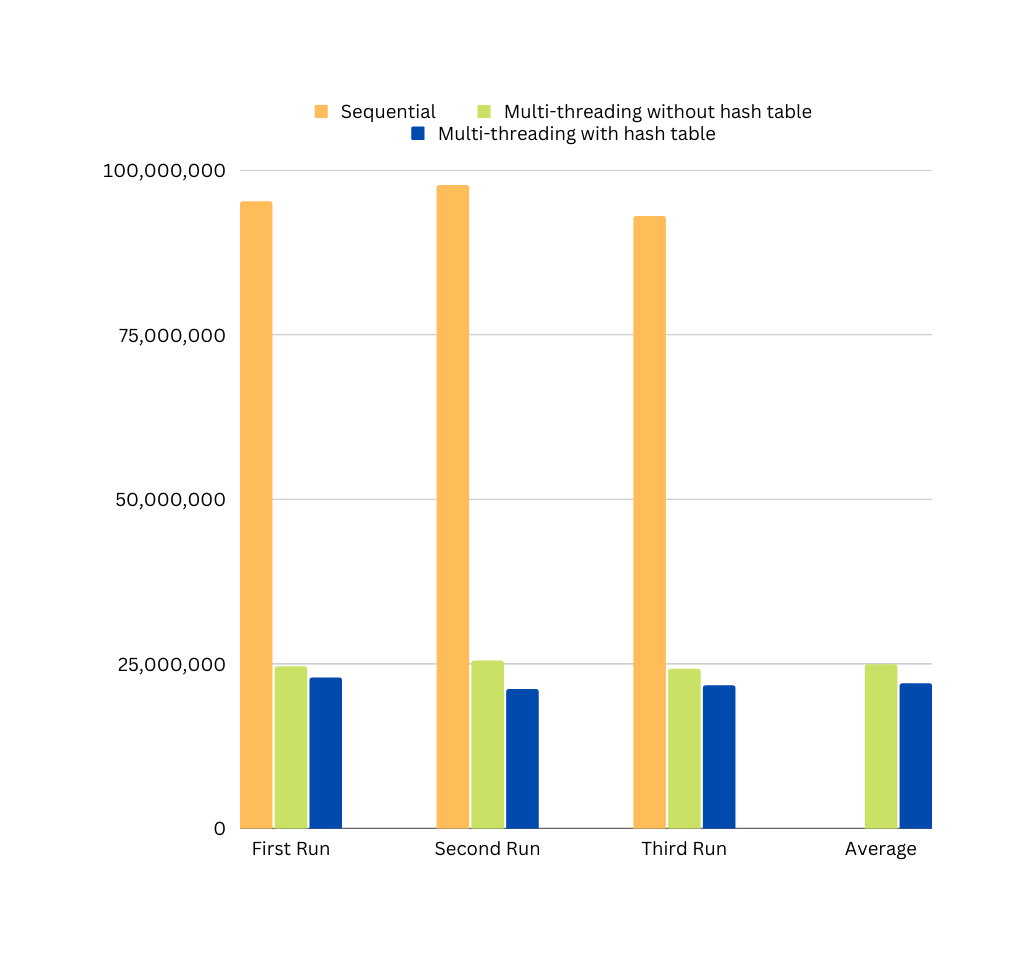 Sequential
Multi-threading without hash table
Multi-threading with hash table
100,000,000
75,000,000
50,000,000
25,000,000
0
First Run
Second Run
Third Run
Average